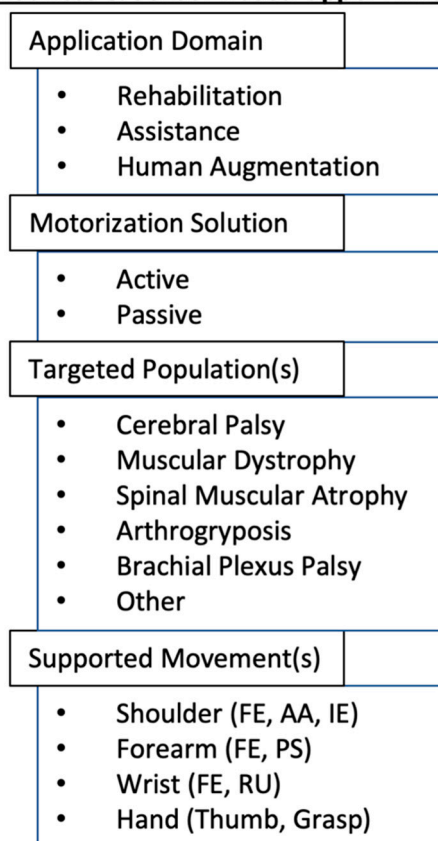 Application Domain
• Rehabilitation
• Assistance
• Human Augmentation
Motorization Solution
• Active
• Passive
Targeted Population(s)
• Cerebral Palsy
• Muscular Dystrophy
• Spinal Muscular Atrophy
• Arthrogryposis
• Brachial Plexus Palsy
• Other
Supported Movement(s)
• Shoulder (FE, AA, IE)
• Forearm (FE, PS)
• Wrist (FE, RU)
• Hand (Thumb, Grasp)